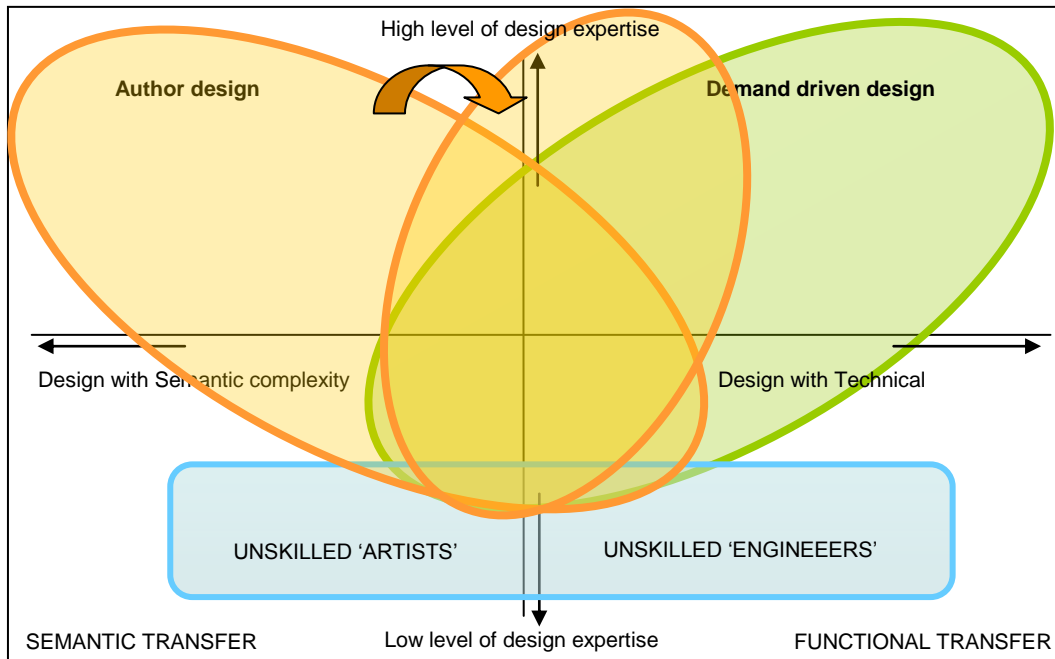 High level of design expertise
Author design
Demand driven design
Design with Semantic complexity
Design with Technical
UNSKILLED ‘ARTISTS’
UNSKILLED ‘ENGINEEERS’
SEMANTIC TRANSFER
Low level of design expertise
FUNCTIONAL TRANSFER